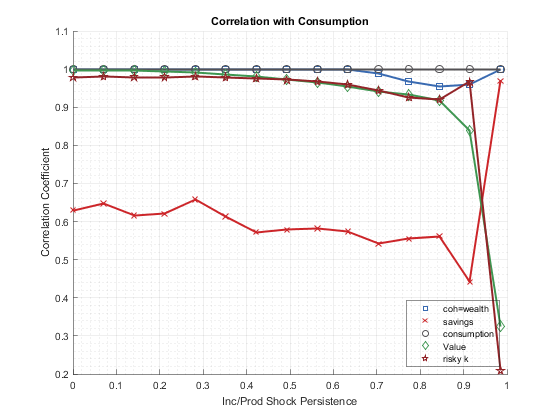 Correlation with Consumption
1.1
1
0.9
0.8
0.7
0.6
0.5
0.4
0.3
0.2
Correlation Coefficient
coh=wealth
savings
consumption
Value
risky k
0 0.1 0.2 0.3 0.4 0.5 0.6 0.7 0.8 0.9 1
Inc/Prod Shock Persistence